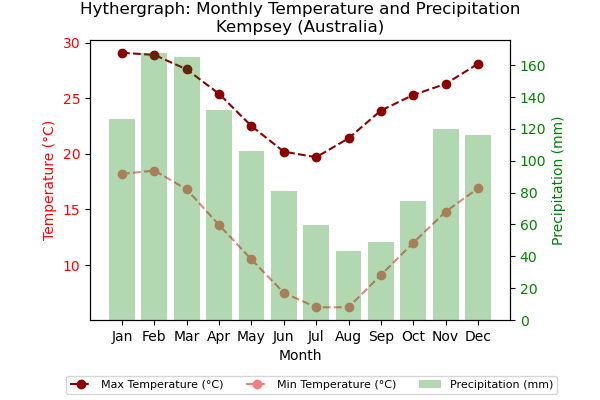 Hythergraph: Monthly Temperature and Precipitation
Kempsey (Australia)
30
25
20
15
10
Temperature (°C)
160
140
120
100
80
60
40
20
0
Precipitation (mm)
Jan Feb Mar Apr May Jun Jul Aug Sep Oct Nov Dec
Month
Max Temperature (°C) Min Temperature (°C) Precipitation (mm)